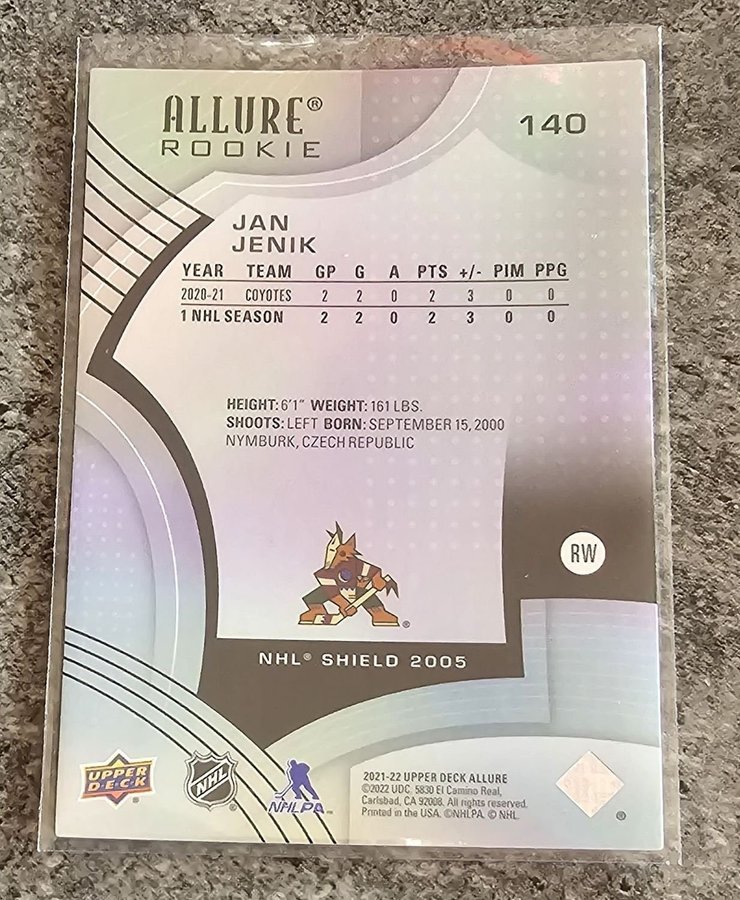 ALLURE®
ROOKIE
140
JAN
JENIK
YEAR TEAM GP G A PTS +/- PIM PPG
2020-21 COYOTES 2 2 0 2 3 0 0
1 NHL SEASON 2 2 0 2 3 0 0
HEIGHT: 6'1" WEIGHT: 161 LBS.
SHOOTS: LEFT BORN: SEPTEMBER 15, 2000
NYMBURK, CZECH REPUBLIC
RW
NHL® SHIELD 2005
UPPER
DECK
NHL
NHLPA
2021-22 UPPER DECK ALLURE
©2022 UDC, 5830 El Camino Real,
Carlsbad, CA 92008. All rights reserved.
Printed in the USA. ©NHLPA. © NHL.